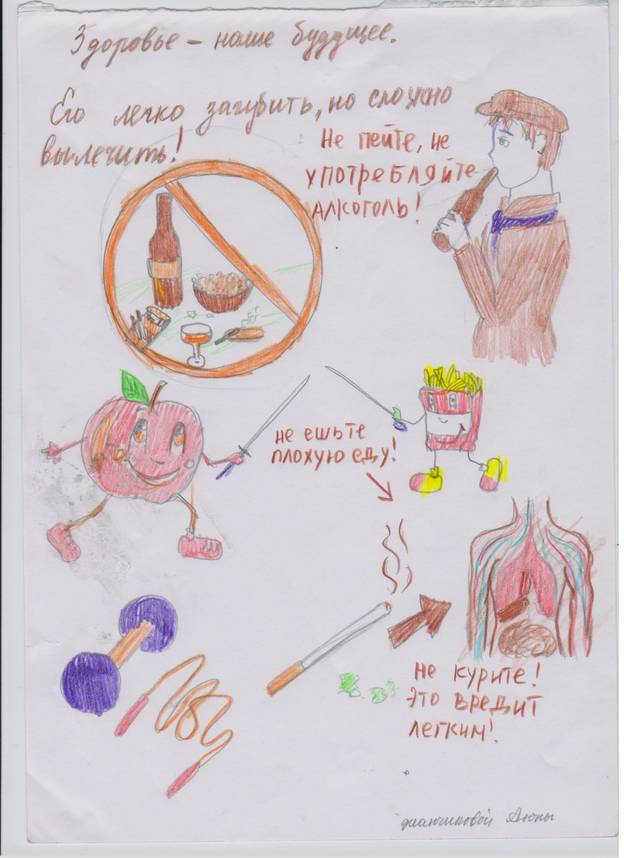 Здоровье – наше будущее.
Его легко загубить, но сложно
вылечить!
Не пейте, не
употребляйте
алкоголь!
не ешьте
плохую еду!
не курите!
Это вредит
легким!